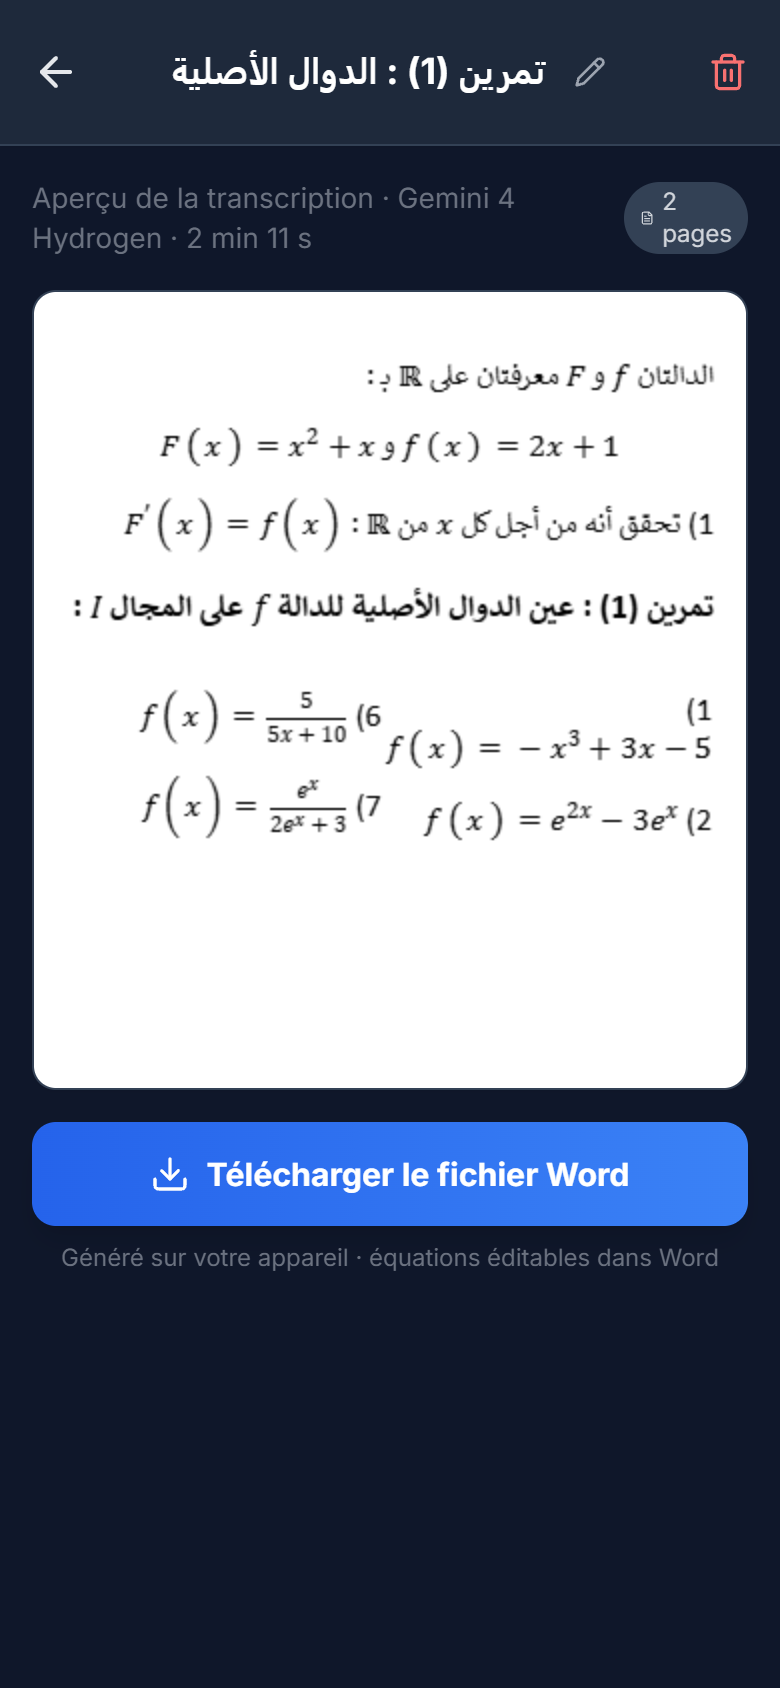 تمرين (1) : الدوال الأصلية
Aperçu de la transcription · Gemini 4
Hydrogen · 2 min 11 s
2
pages
الدالتان f و F معرفتان على ℝ بـ :
F(x) = x² + x و f(x) = 2x + 1
1) تحقق أنه من أجل كل x من ℝ : F'(x) = f(x)
تمرين (1) : عين الدوال الأصلية للدالة f على المجال I :
1) f(x) = −x³ + 3x − 5
6) f(x) = 5/(5x + 10)
2) f(x) = e²ˣ − 3eˣ
7) f(x) = eˣ/(2eˣ + 3)
Télécharger le fichier Word
Généré sur votre appareil · équations éditables dans Word